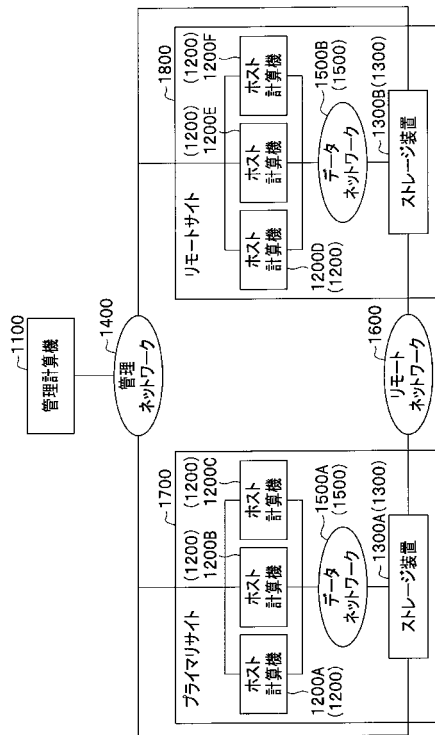 1100
管理計算機
1400
管理
ネットワーク
1700
プライマリサイト
(1200)
1200B
(1200)
1200C
ホスト
計算機
ホスト
計算機
ホスト
計算機
1200A
(1200)
データ
ネットワーク
1500A
(1500)
1300A(1300)
ストレージ装置
1600
リモート
ネットワーク
1800
リモートサイト
(1200)
1200E
(1200)
1200F
ホスト
計算機
ホスト
計算機
ホスト
計算機
1200D
(1200)
データ
ネットワーク
1500B
(1500)
1300B(1300)
ストレージ装置